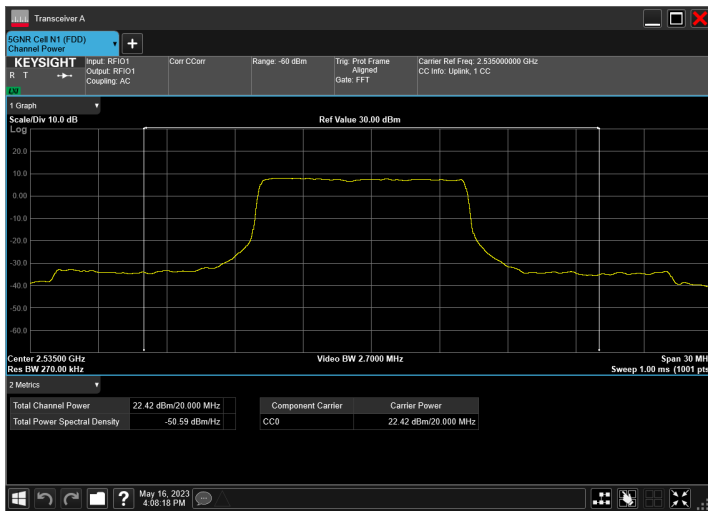 Transceiver A
5GNR Cell N1 (FDD)
Channel Power
+
KEYSIGHT
R T
LXI
Input: RFIO1
Output: RFIO1
Coupling: AC
Corr CCorr
Range: -60 dBm
Trig: Prot Frame
Aligned
Gate: FFT
Carrier Ref Freq: 2.535000000 GHz
CC Info: Uplink, 1 CC
1 Graph
Scale/Div 10.0 dB
Ref Value 30.00 dBm
Log
20.0
10.0
0.00
-10.0
-20.0
-30.0
-40.0
-50.0
-60.0
Center 2.53500 GHz
Video BW 2.7000 MHz
Span 30 MH
Res BW 270.00 kHz
Sweep 1.00 ms (1001 pts
2 Metrics
Total Channel Power 22.42 dBm/20.000 MHz
Total Power Spectral Density -50.59 dBm/Hz
Component Carrier Carrier Power
CC0 22.42 dBm/20.000 MHz
?
May 16, 2023
4:08:18 PM